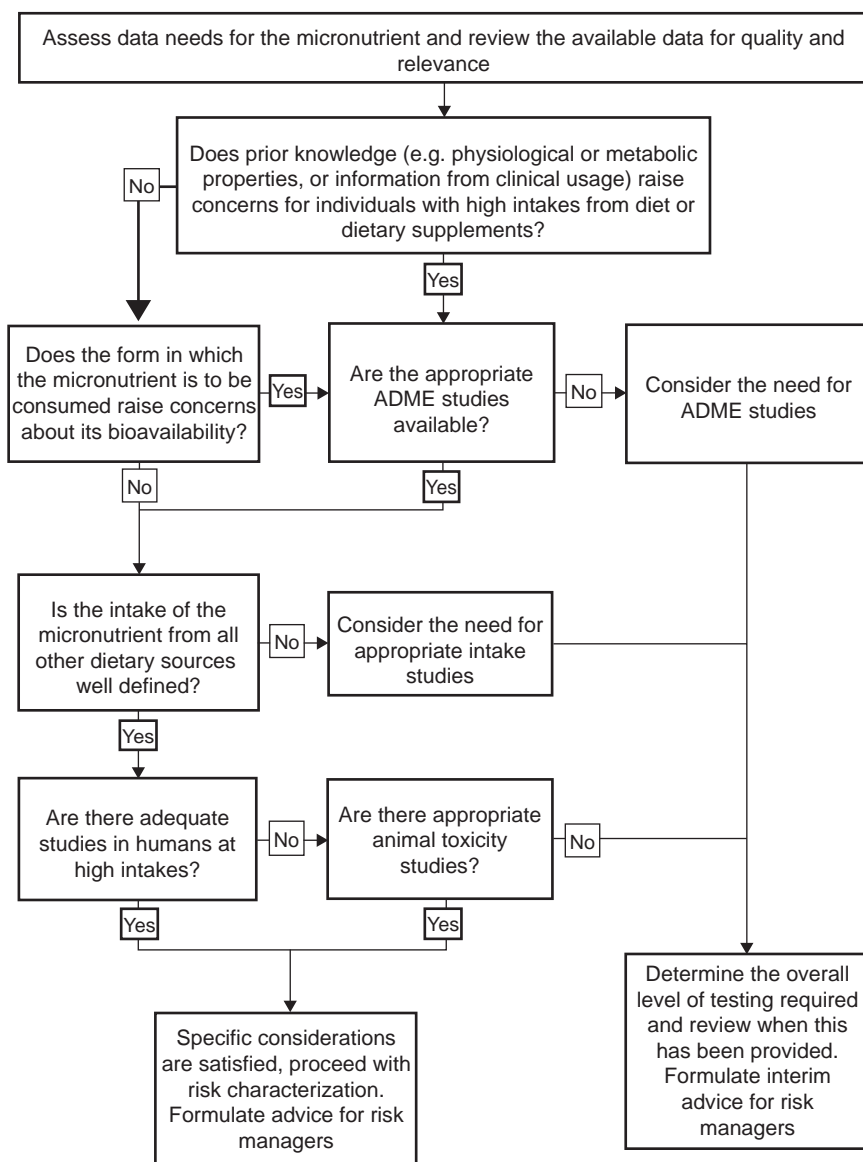 Assess data needs for the micronutrient and review the available data for quality and
relevance
Does prior knowledge (e.g. physiological or metabolic
properties, or information from clinical usage) raise
concerns for individuals with high intakes from diet or
dietary supplements?
No
Yes
Does the form in which
the micronutrient is to be
consumed raise concerns
about its bioavailability?
Yes
Are the appropriate
ADME studies
available?
No
Consider the need for
ADME studies
No
Yes
Is the intake of the
micronutrient from all
other dietary sources
well defined?
No
Consider the need for
appropriate intake
studies
Yes
Are there adequate
studies in humans at
high intakes?
No
Are there appropriate
animal toxicity
studies?
No
Yes
Yes
Specific considerations
are satisfied, proceed with
risk characterization.
Formulate advice for risk
managers
Determine the overall
level of testing required
and review when this
has been provided.
Formulate interim
advice for risk
managers